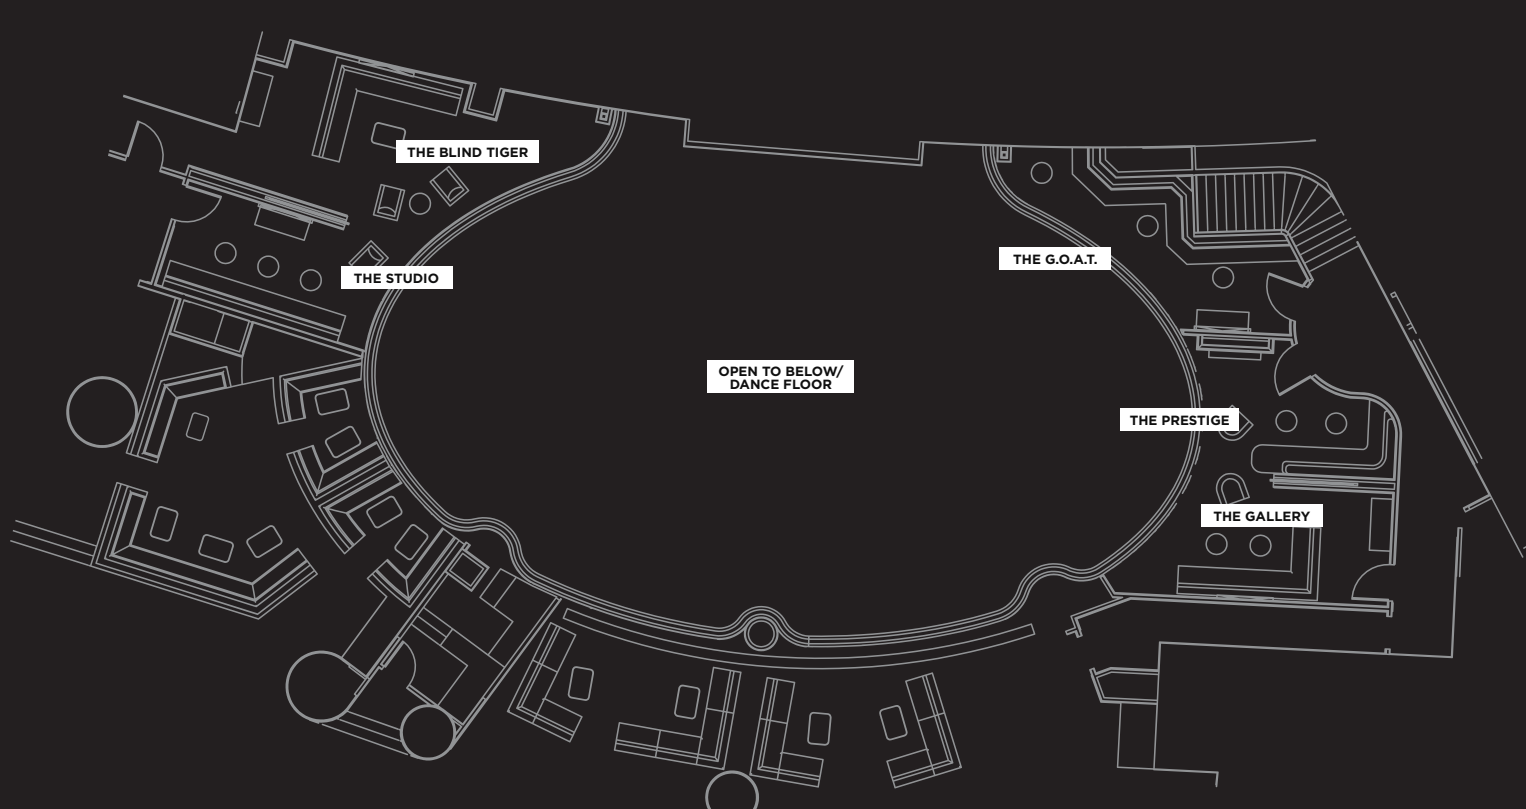 THE BLIND TIGER
THE STUDIO
THE G.O.A.T.
OPEN TO BELOW/
DANCE FLOOR
THE PRESTIGE
THE GALLERY